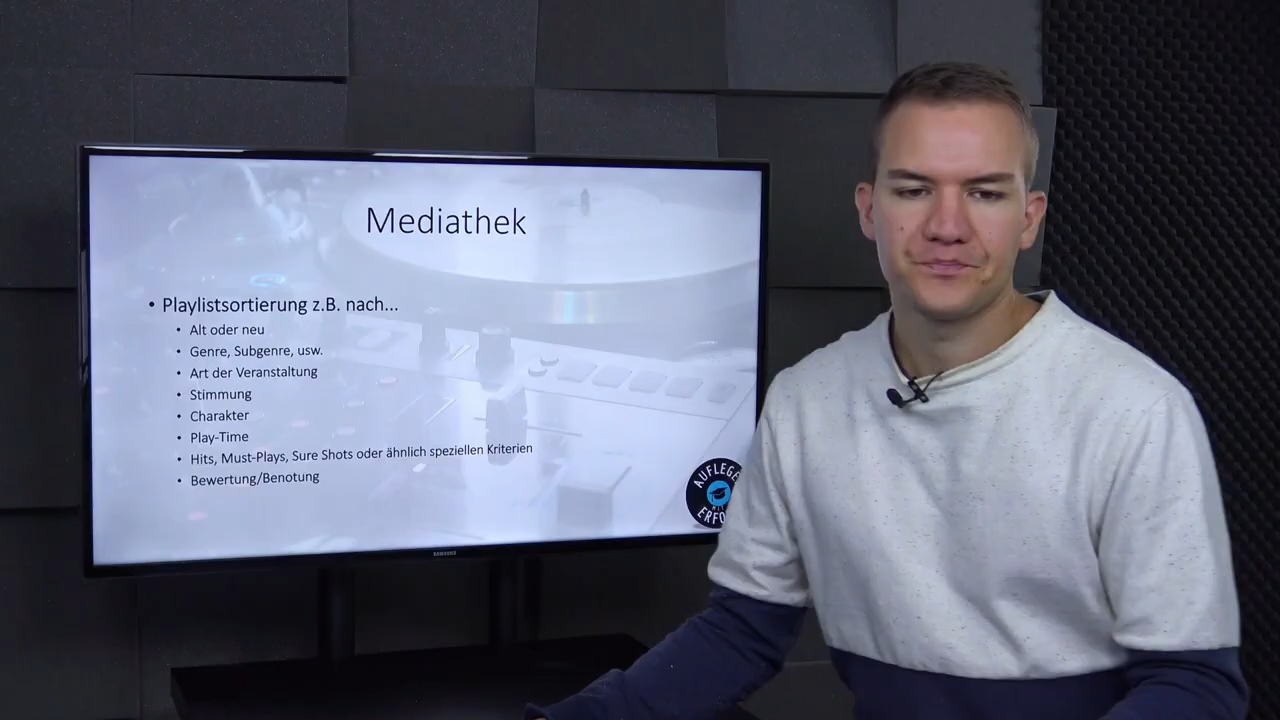 Mediathek
• Playlistsortierung z.B. nach...
• Alt oder neu
• Genre, Subgenre, usw.
• Art der Veranstaltung
• Stimmung
• Charakter
• Play-Time
• Hits, Must-Plays, Sure Shots oder ähnlich speziellen Kriterien
• Bewertung/Benotung
SAMSUNG